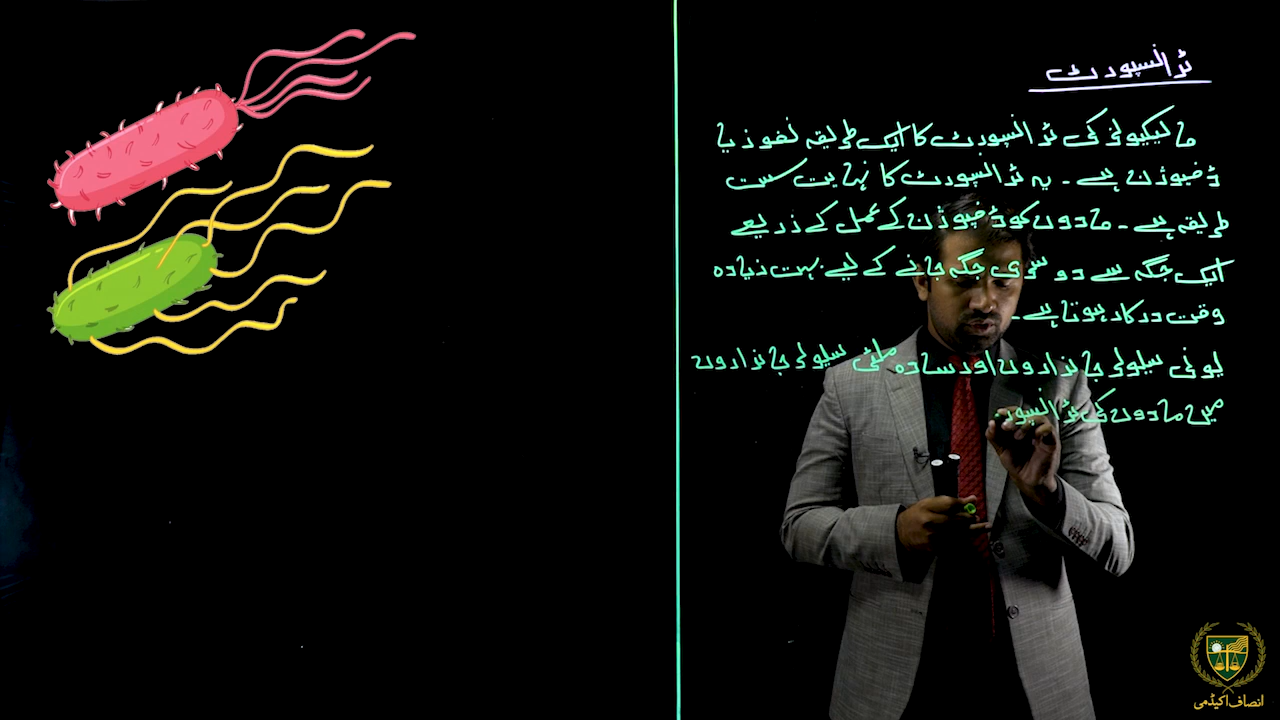 ٹرانسپورٹ
مالیکیولز کی ٹرانسپورٹ کا ایک طریقہ نفوذ یا
ڈفیوژن ہے۔ یہ ٹرانسپورٹ کا نہایت سست
طریقہ ہے۔ مادوں کو ڈفیوژن کے عمل کے ذریعے
ایک جگہ سے دوسری جگہ جانے کے لیے بہت زیادہ
وقت درکار ہوتا ہے۔
یونی سیلولر جانداروں اور سادہ ملٹی سیلولر جانداروں
میں مادوں کی ٹرانسپور
انصاف اکیڈمی